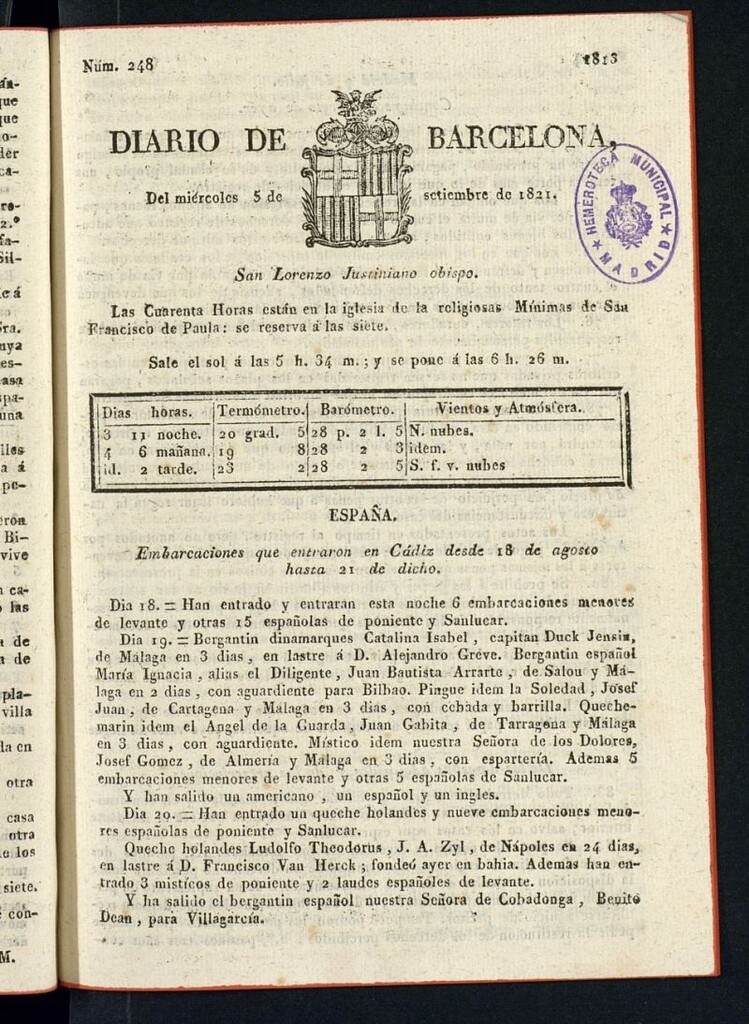 Núm. 248
1813
DIARIO DE BARCELONA,
Del miércoles 5 de setiembre de 1821.
HEMEROTECA MUNICIPAL
★ MADRID ★
San Lorenzo Justiniano obispo.
Las Cuarenta Horas están en la iglesia de la religiosas Mínimas de San
Francisco de Paula: se reserva á las siete.
Sale el sol á las 5 h. 34 m.; y se pone á las 6 h. 26 m.
Dias horas. Termómetro. Barómetro. Vientos y Atmósfera.
3 11 noche. 20 grad. 5 28 p. 2 l. 5 N. nubes.
4 6 mañana. 19 8 28 2 3 idem.
id. 2 tarde. 23 2 28 2 5 S. f. v. nubes
ESPAÑA.
Embarcaciones que entraron en Cádiz desde 18 de agosto
hasta 21 de dicho.
Dia 18. = Han entrado y entraran esta noche 6 embarcaciones menores
de levante y otras 15 españolas de poniente y Sanlucar.
Dia 19. = Bergantin dinamarques Catalina Isabel, capitan Duck Jensin,
de Málaga en 3 dias, en lastre á D. Alejandro Greve. Bergantin español
María Ignacia, alias el Diligente, Juan Bautista Arrarte, de Salou y Má-
laga en 2 dias, con aguardiente para Bilbao. Pingue idem la Soledad, Josef
Juan, de Cartagena y Malaga en 3 dias, con cebada y barrilla. Queche-
marin idem el Angel de la Guarda, Juan Gabita, de Tarragona y Málaga
en 3 dias, con aguardiente. Místico idem nuestra Señora de los Dolores,
Josef Gomez, de Almería y Malaga en 3 dias, con espartería. Ademas 5
embarcaciones menores de levante y otras 5 españolas de Sanlucar.
Y han salido un americano, un español y un ingles.
Dia 20. = Han entrado un queche holandes y nueve embarcaciones meno-
res españolas de poniente y Sanlucar.
Queche holandes Ludolfo Theodorus, J. A. Zyl, de Nápoles en 24 dias,
en lastre á D. Francisco Van Herck; fondeó ayer en bahia. Ademas han en-
trado 3 misticos de poniente y 2 laudes españoles de levante.
Y ha salido el bergantin español nuestra Señora de Cobadonga, Benito
Dean, para Villagarcía.